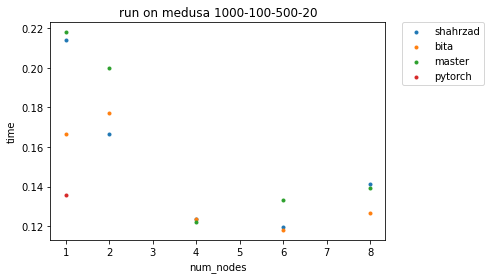 run on medusa 1000-100-500-20
shahrzad
bita
master
pytorch
time
0.22
0.20
0.18
0.16
0.14
0.12
1 2 3 4 5 6 7 8
num_nodes